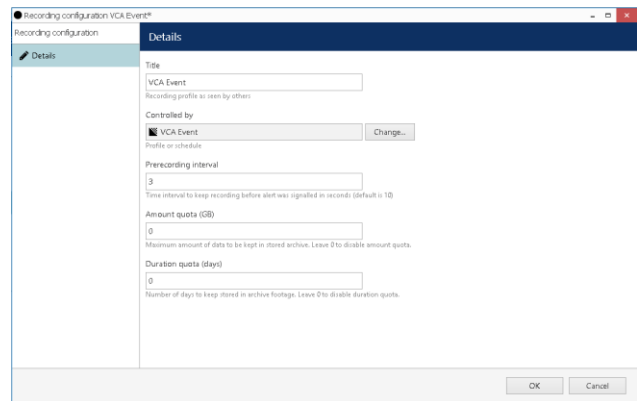 Recording configuration VCA Event*
Recording configuration
Details
Details
Title
VCA Event
Recording profile as seen by others
Controlled by
VCA Event
Change...
Profile or schedule
Prerecording interval
3
Time interval to keep recording before alert was signalled in seconds (default is 10)
Amount quota (GB)
0
Maximum amount of data to be kept in stored archive. Leave 0 to disable amount quota.
Duration quota (days)
0
Number of days to keep stored in archive footage. Leave 0 to disable duration quota.
OK
Cancel